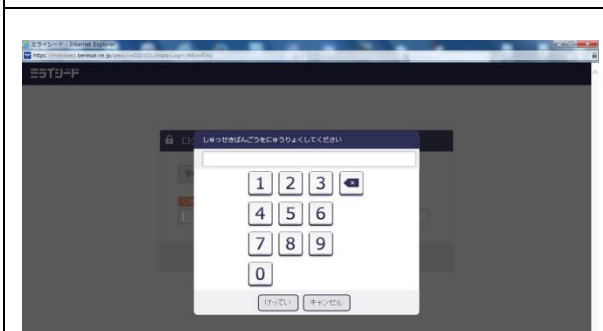 ミライシード - Internet Explorer
ミライシード
しゅっせきばんごうをにゅうりょくしてください
1 2 3
4 5 6
7 8 9
0
けってい キャンセル